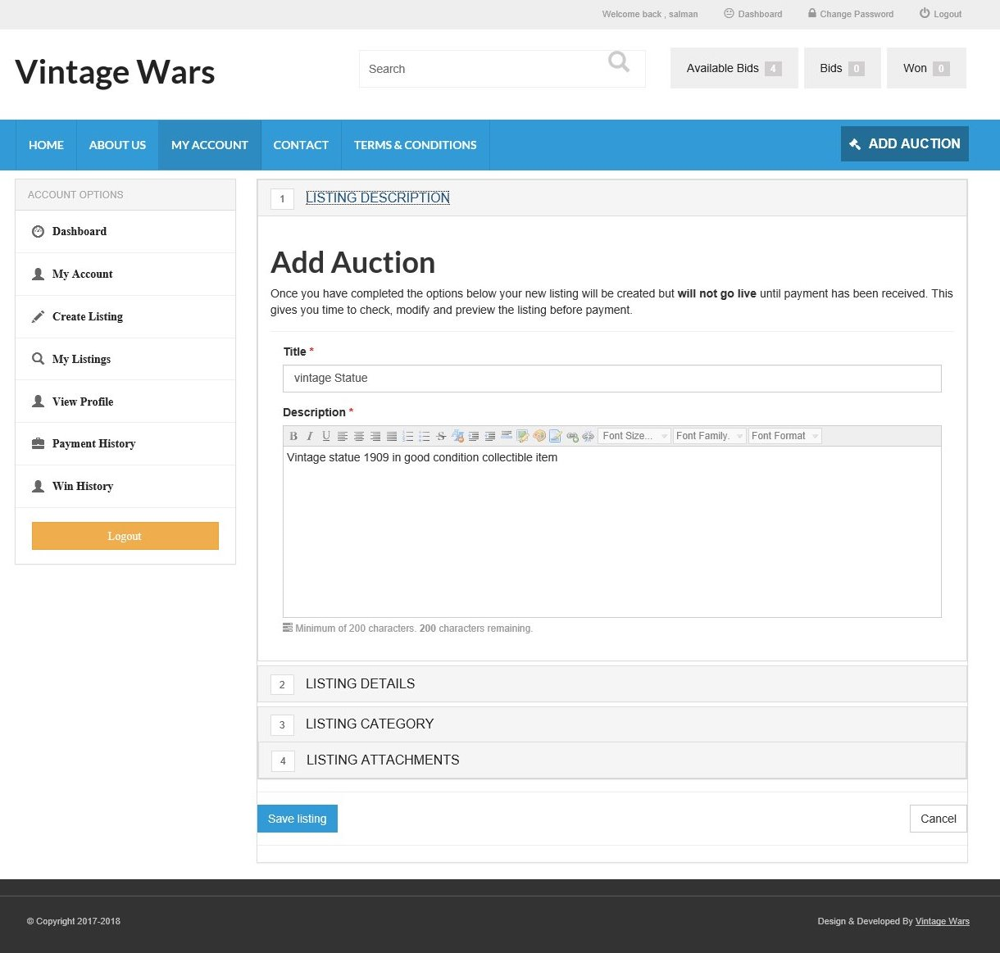 Welcome back , salman Dashboard Change Password Logout
Vintage Wars
Search
Available Bids 4 Bids 0 Won 0
HOME ABOUT US MY ACCOUNT CONTACT TERMS & CONDITIONS ADD AUCTION
ACCOUNT OPTIONS
Dashboard
My Account
Create Listing
My Listings
View Profile
Payment History
Win History
Logout
1 LISTING DESCRIPTION
Add Auction
Once you have completed the options below your new listing will be created but will not go live until payment has been received. This
gives you time to check, modify and preview the listing before payment.
Title *
vintage Statue
Description *
B I U S Font Size... Font Family. Font Format
Vintage statue 1909 in good condition collectible item
Minimum of 200 characters. 200 characters remaining.
2 LISTING DETAILS
3 LISTING CATEGORY
4 LISTING ATTACHMENTS
Save listing Cancel
© Copyright 2017-2018 Design & Developed By Vintage Wars